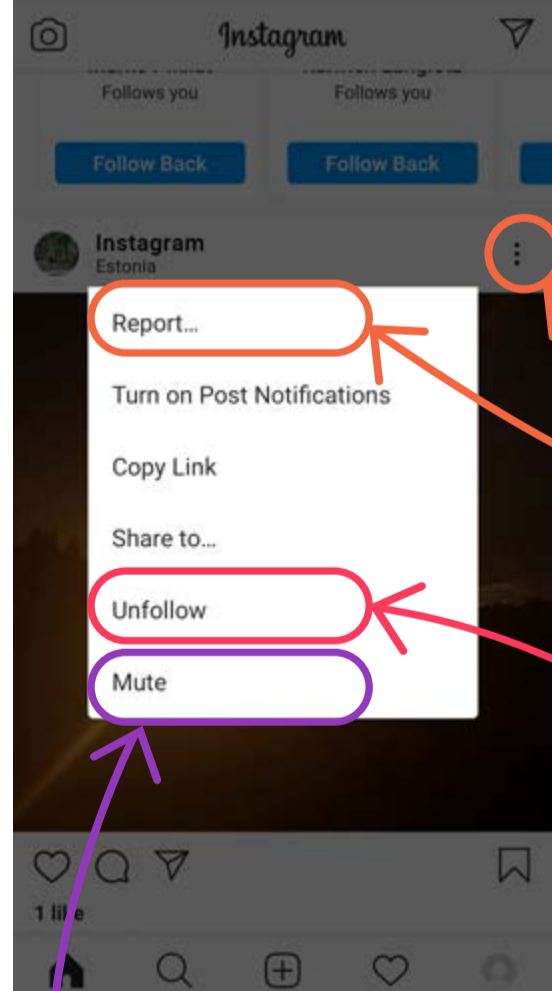 Instagram
Follows you
Follows you
Follow Back
Follow Back
Instagram
Estonia
Report...
Turn on Post Notifications
Copy Link
Share to...
Unfollow
Mute
1 like